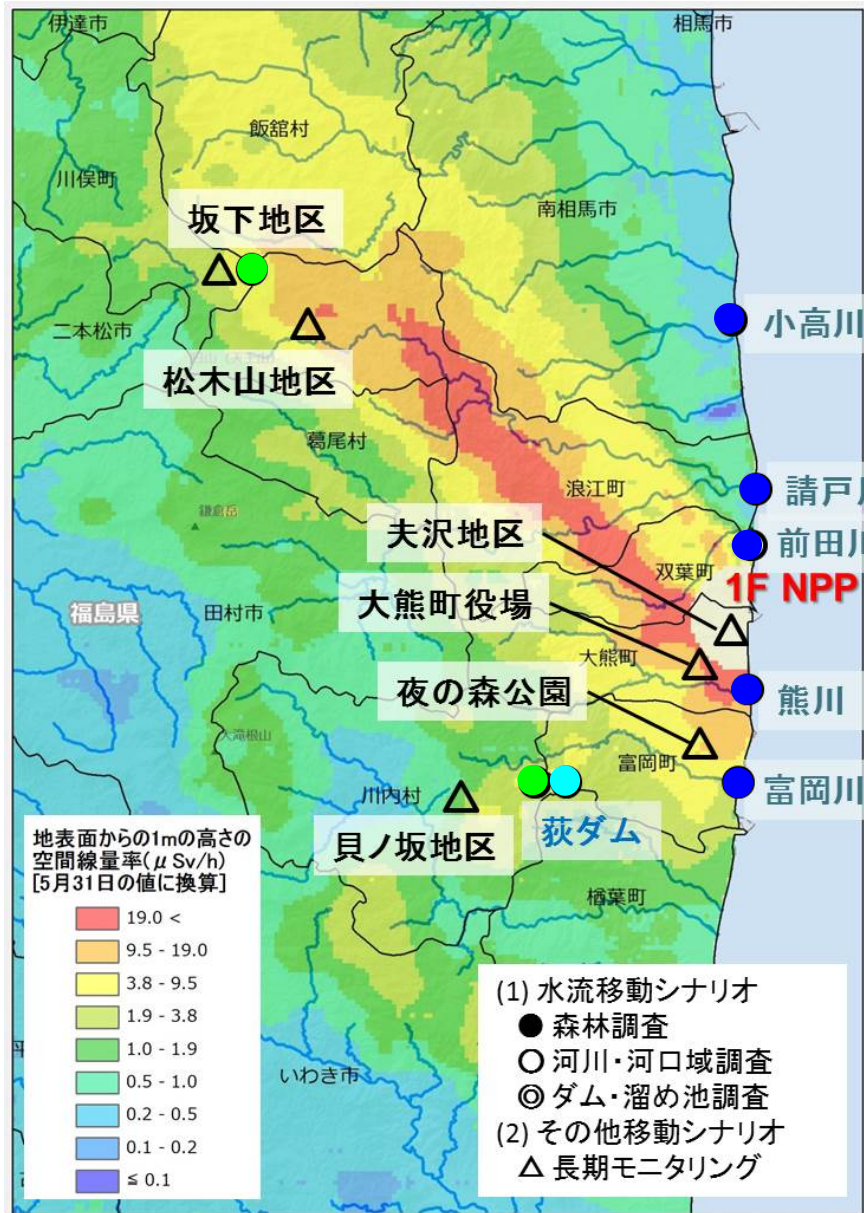 伊達市
相馬市
飯舘村
川俣町
坂下地区
南相馬市
小高川
二本松市
松木山地区
葛尾村
鎌倉岳
浪江町
請戸川
夫沢地区
前田川
双葉町
1F NPP
福島県
田村市
大熊町役場
大熊町
熊川
夜の森公園
大滝根山
富岡町
富岡川
川内村
荻ダム
貝ノ坂地区
楢葉町
いわき市
地表面からの1mの高さの
空間線量率(μSv/h)
[5月31日の値に換算]
19.0 <
9.5 - 19.0
3.8 - 9.5
1.9 - 3.8
1.0 - 1.9
0.5 - 1.0
0.2 - 0.5
0.1 - 0.2
≦ 0.1
(1) 水流移動シナリオ
● 森林調査
○ 河川・河口域調査
◎ ダム・溜め池調査
(2) その他移動シナリオ
△ 長期モニタリング